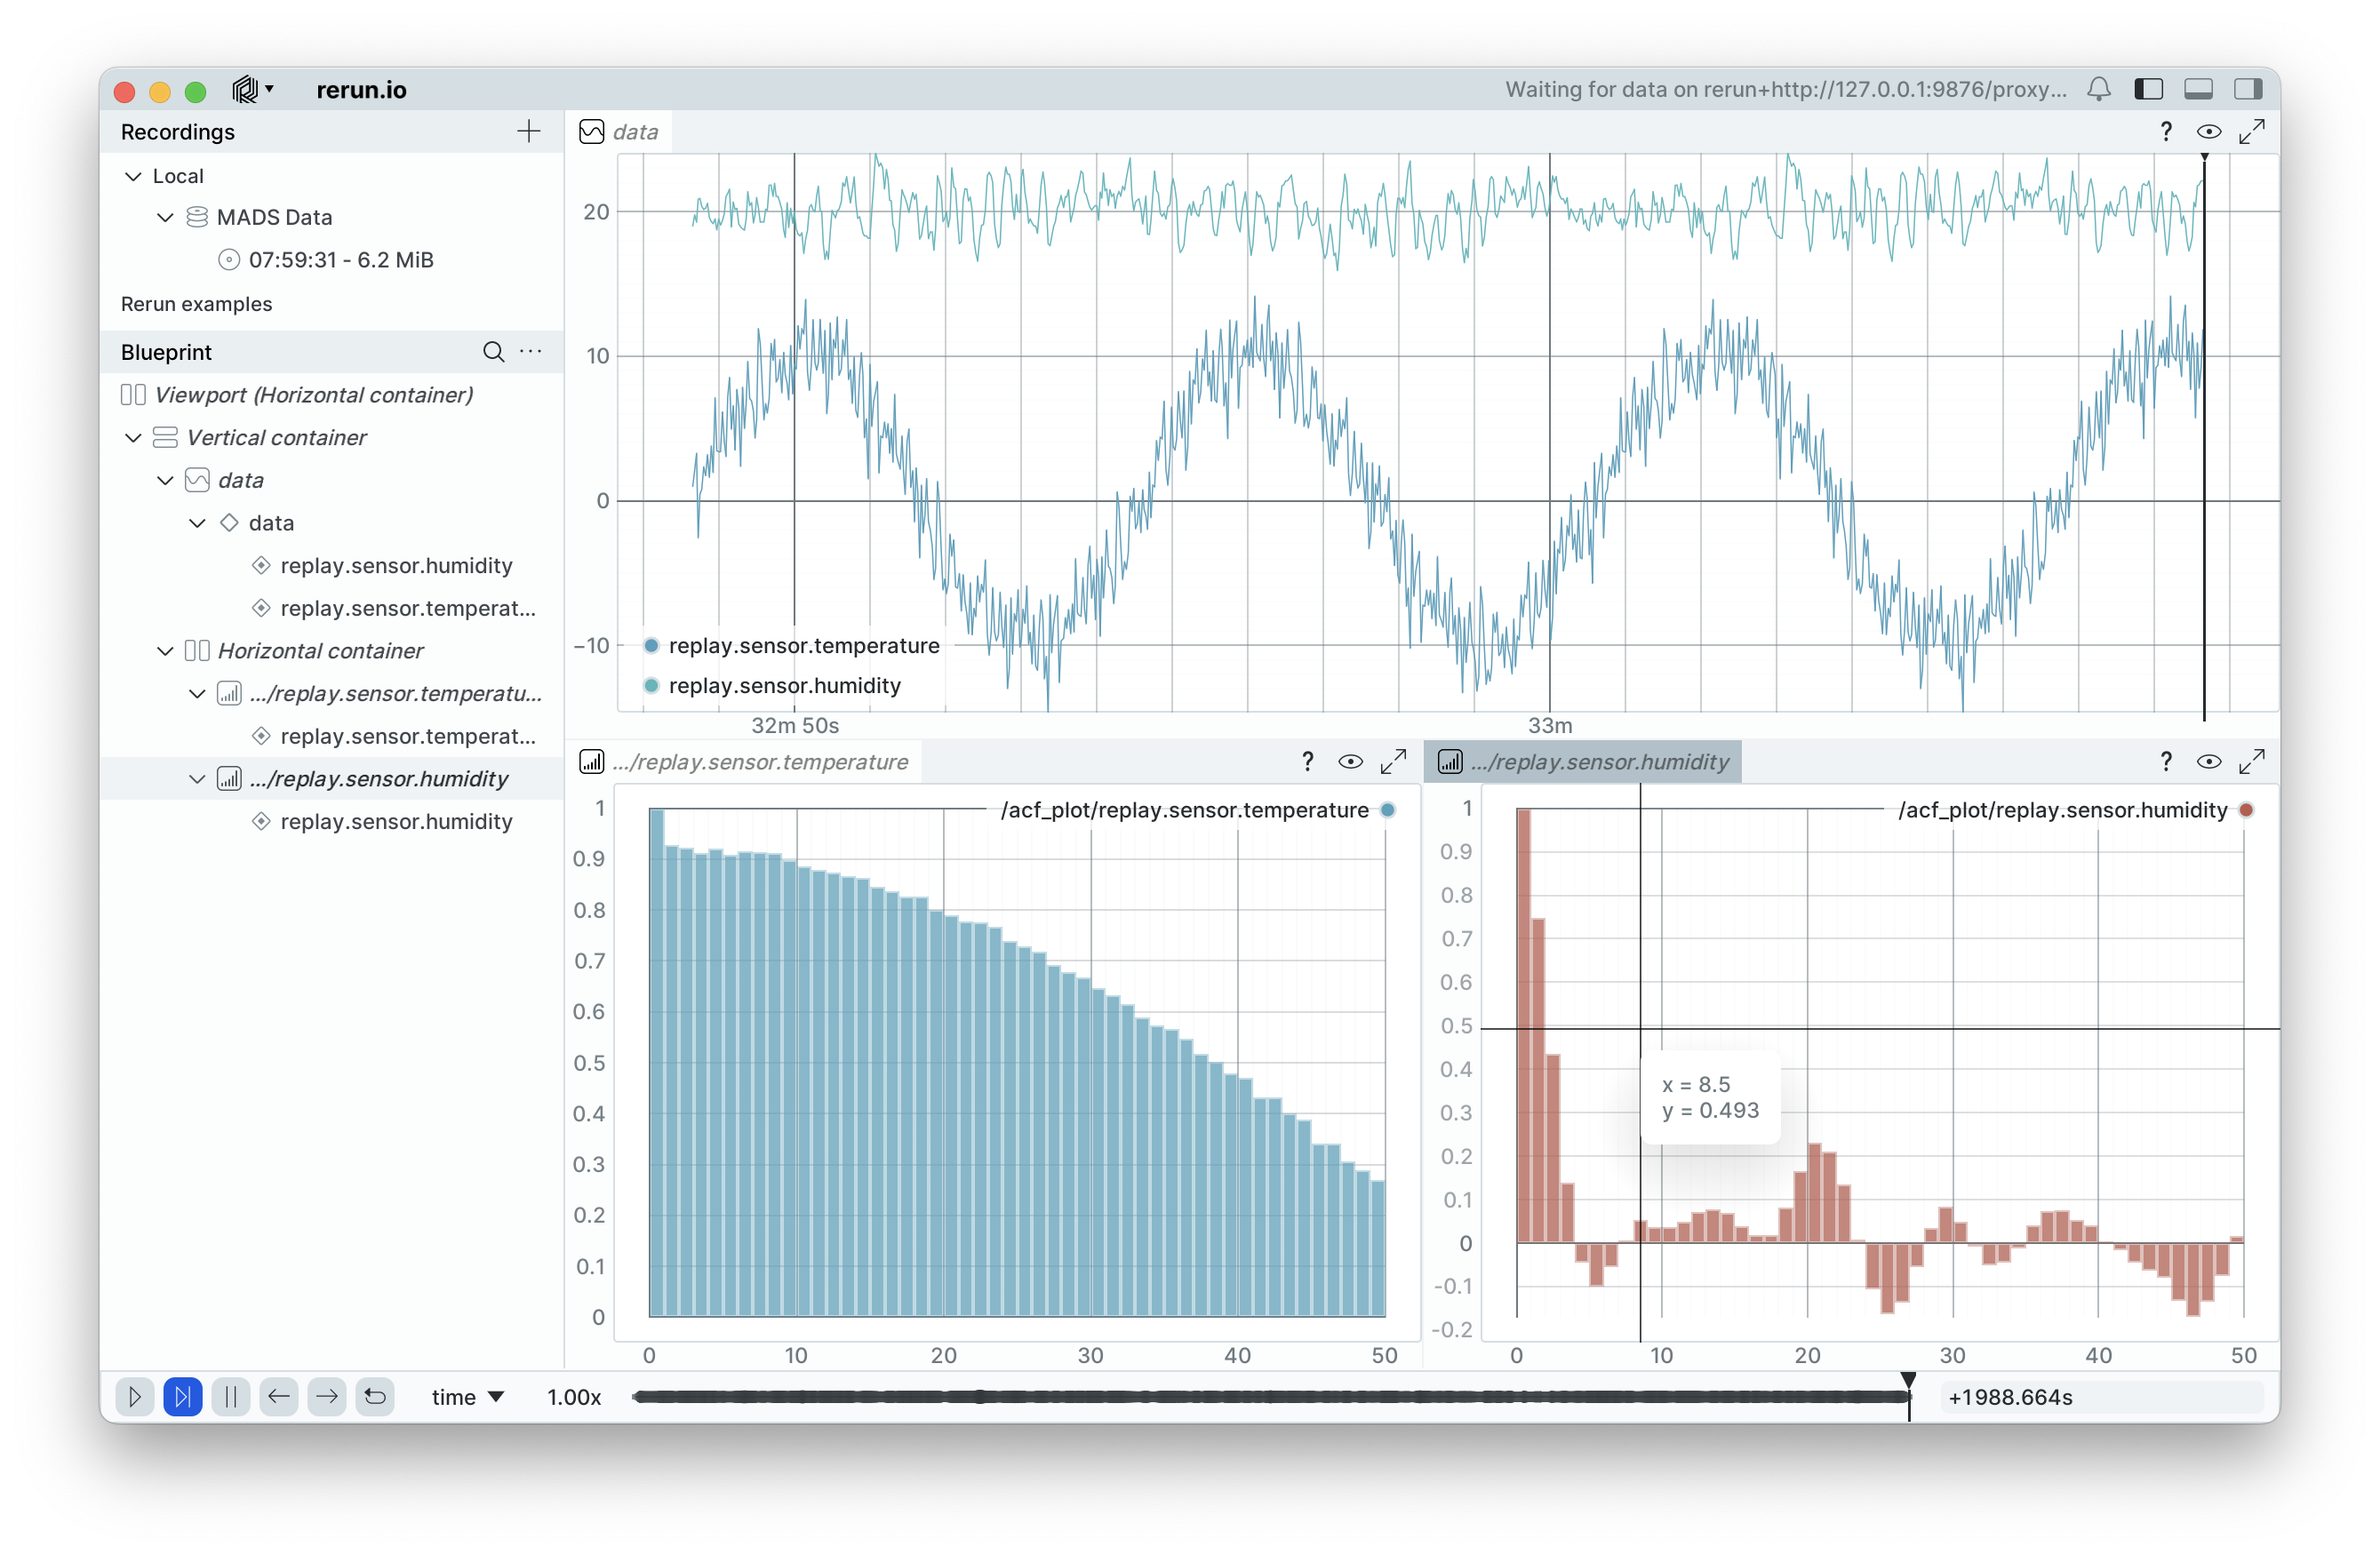 rerun.io
Waiting for data on rerun+http://127.0.0.1:9876/proxy...
Recordings
Local
MADS Data
07:59:31 - 6.2 MiB
Rerun examples
Blueprint
Viewport (Horizontal container)
Vertical container
data
data
replay.sensor.humidity
replay.sensor.temperat...
Horizontal container
.../replay.sensor.temperatu...
replay.sensor.temperat...
.../replay.sensor.humidity
replay.sensor.humidity
data
?
20
10
0
−10
replay.sensor.temperature
replay.sensor.humidity
32m 50s
33m
.../replay.sensor.temperature
?
/acf_plot/replay.sensor.temperature
1
0.9
0.8
0.7
0.6
0.5
0.4
0.3
0.2
0.1
0
0 10 20 30 40 50
.../replay.sensor.humidity
?
/acf_plot/replay.sensor.humidity
1
0.9
0.8
0.7
0.6
0.5
0.4
0.3
0.2
0.1
0
-0.1
-0.2
x = 8.5
y = 0.493
0 10 20 30 40 50
time
1.00x
+1988.664s